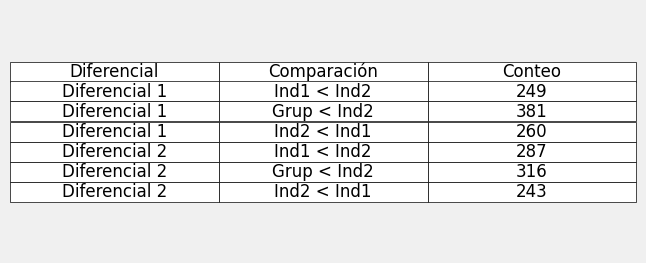 Diferencial Comparación Conteo
Diferencial 1 Ind1 < Ind2 249
Diferencial 1 Grup < Ind2 381
Diferencial 1 Ind2 < Ind1 260
Diferencial 2 Ind1 < Ind2 287
Diferencial 2 Grup < Ind2 316
Diferencial 2 Ind2 < Ind1 243